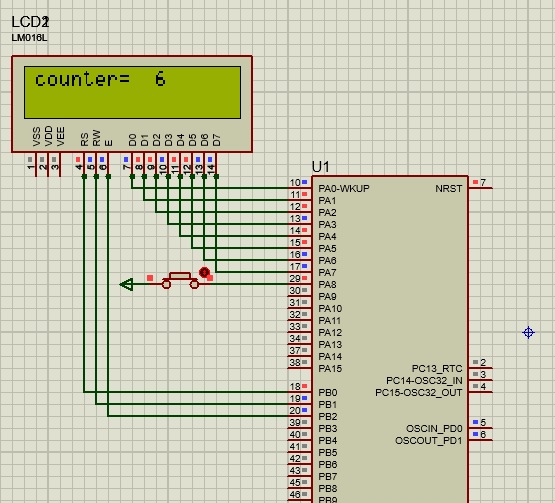 LCD2
LM016L
counter=  6
VSS
VDD
VEE
RS
RW
E
D0
D1
D2
D3
D4
D5
D6
D7
1
2
3
4
5
6
7
8
9
10
11
12
13
14
U1
10 PA0-WKUP
11 PA1
12 PA2
13 PA3
14 PA4
15 PA5
16 PA6
17 PA7
29 PA8
30 PA9
31 PA10
32 PA11
33 PA12
34 PA13
37 PA14
38 PA15
18 PB0
19 PB1
20 PB2
39 PB3
40 PB4
41 PB5
42 PB6
43 PB7
45 PB8
46 PB9
NRST 7
PC13_RTC 2
PC14-OSC32_IN 3
PC15-OSC32_OUT 4
OSCIN_PD0 5
OSCOUT_PD1 6